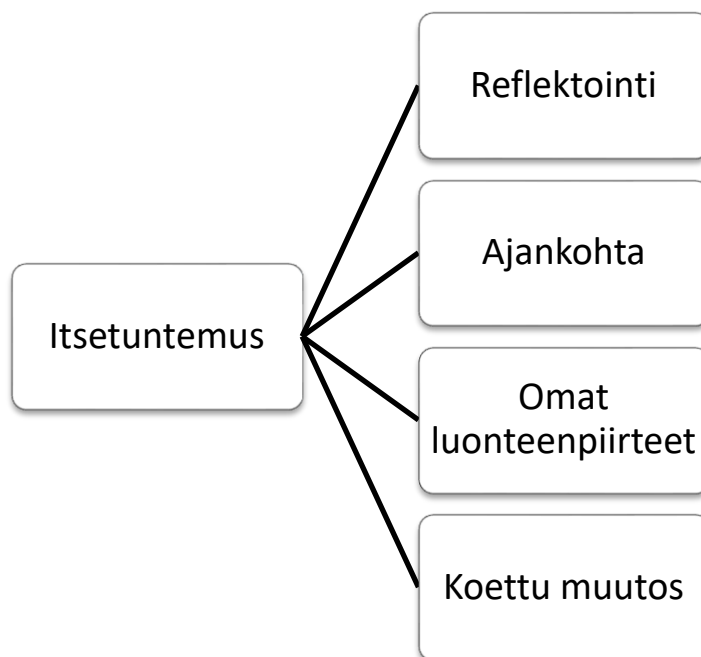 Reflektointi
Ajankohta
Itsetuntemus
Omat
luonteenpiirteet
Koettu muutos